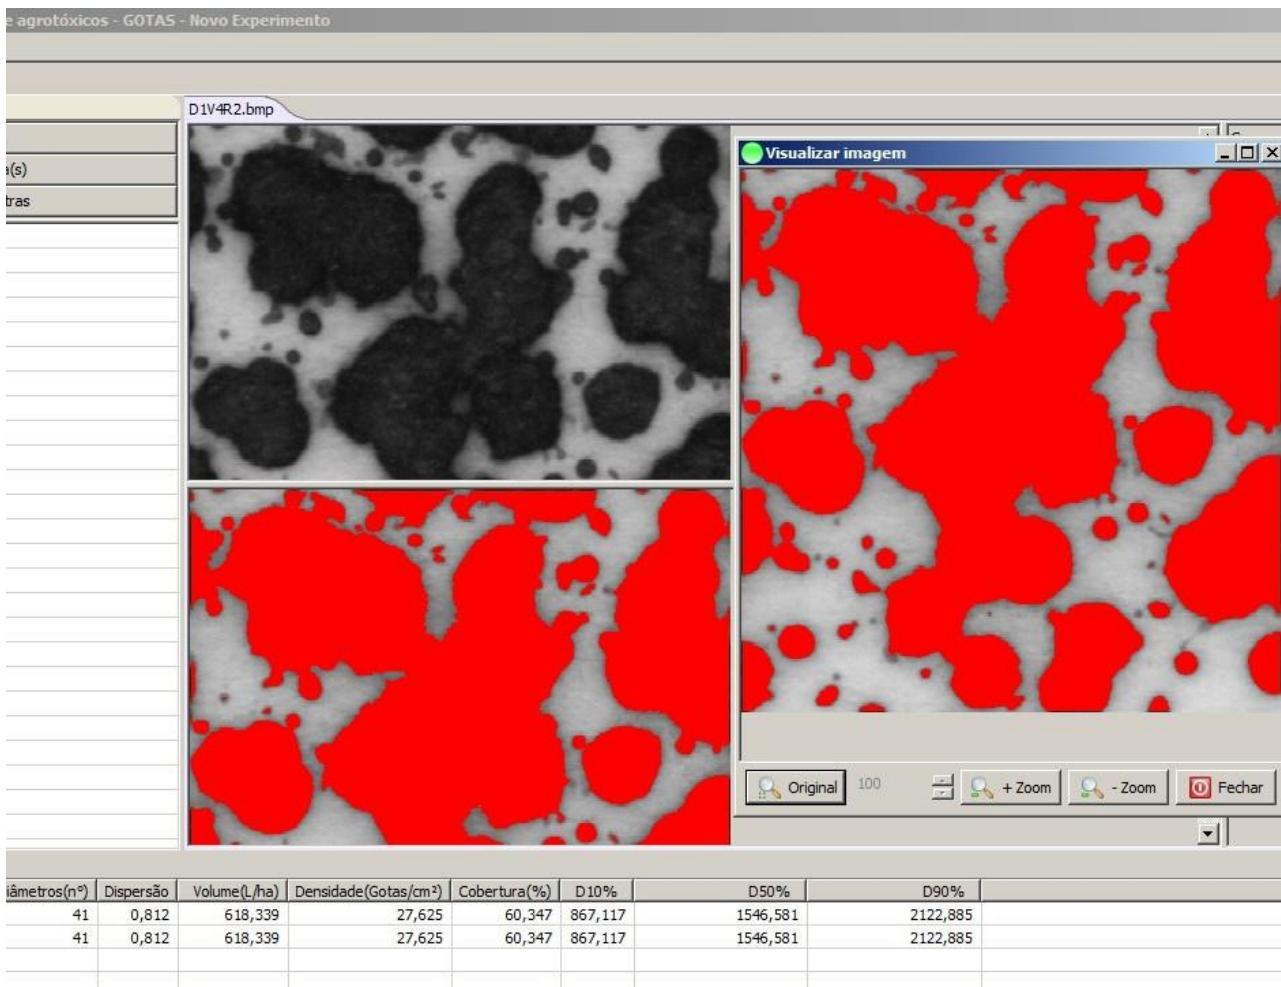 e agrotóxicos - GOTAS - Novo Experimento
D1V4R2.bmp
a(s)
tras
Visualizar imagem
Original 100 + Zoom - Zoom Fechar
iâmetros(nº) Dispersão Volume(L/ha) Densidade(Gotas/cm²) Cobertura(%) D10% D50% D90%
41 0,812 618,339 27,625 60,347 867,117 1546,581 2122,885
41 0,812 618,339 27,625 60,347 867,117 1546,581 2122,885